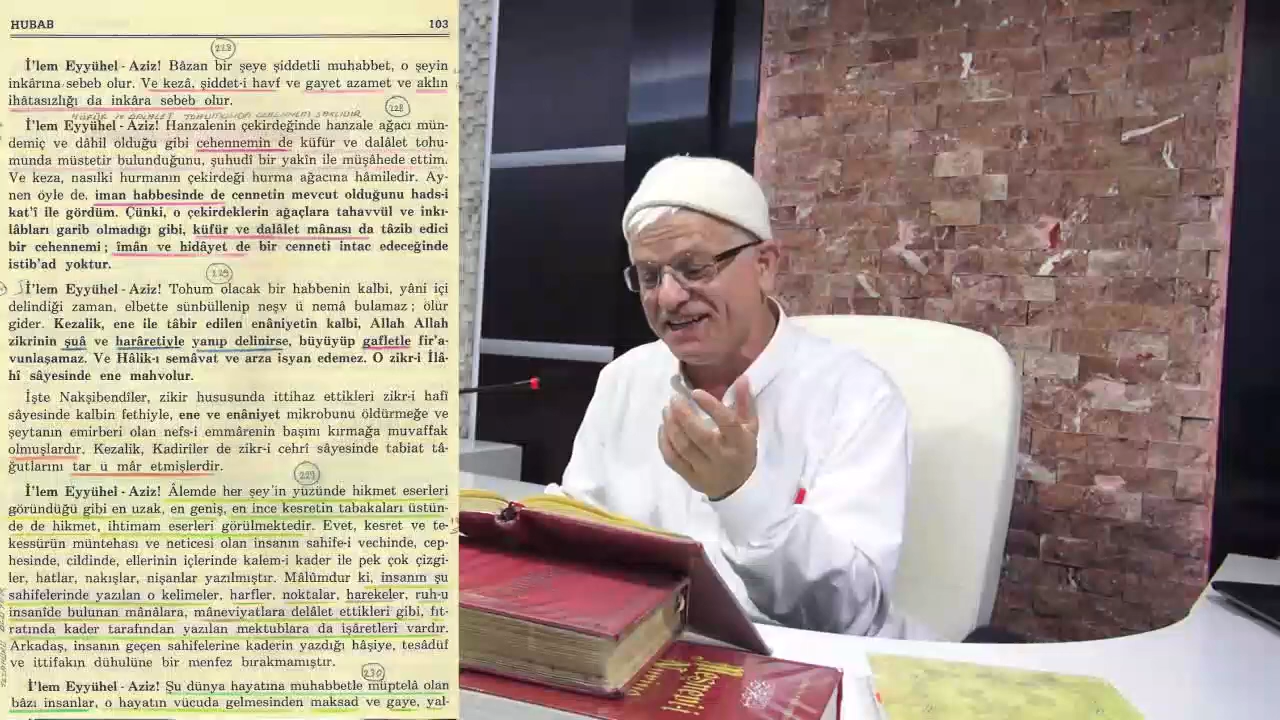 HUBAB 103
228
İ'lem Eyyühel - Aziz! Bâzan bir şeye şiddetli muhabbet, o şeyin
inkârına sebeb olur. Ve kezâ, şiddet-i havf ve gayet azamet ve aklın
ihâtasızlığı da inkâra sebeb olur.
128
İ'lem Eyyühel - Aziz! Hanzalenin çekirdeğinde hanzale ağacı mün-
demiç ve dâhil olduğu gibi cehennemin de küfür ve dalâlet tohu-
munda müstetir bulunduğunu, şuhudî bir yakîn ile müşâhede ettim.
Ve keza, nasılki hurmanın çekirdeği hurma ağacına hâmiledir. Ay-
nen öyle de, iman habbesinde de cennetin mevcut olduğunu hads-i
kat'î ile gördüm. Çünki, o çekirdeklerin ağaçlara tahavvül ve inkı-
lâbları garib olmadığı gibi, küfür ve dalâlet mânası da tâzib edici
bir cehennemi; îmân ve hidâyet de bir cenneti intac edeceğinde
istib'ad yoktur.
İ'lem Eyyühel - Aziz! Tohum olacak bir habbenin kalbi, yâni içi
delindiği zaman, elbette sünbüllenip neşv ü nemâ bulamaz; ölür
gider. Kezalik, ene ile tâbir edilen enâniyetin kalbi, Allah Allah
zikrinin şuâ ve harâretiyle yanıp delinirse, büyüyüp gafletle fir'a-
vunlaşamaz. Ve Hâlik-ı semâvat ve arza isyan edemez. O zikr-i İlâ-
hî sâyesinde ene mahvolur.
İşte Nakşibendîler, zikir hususunda ittihaz ettikleri zikr-i hafî
sâyesinde kalbin fethiyle, ene ve enâniyet mikrobunu öldürmeğe ve
şeytanın emirberi olan nefs-i emmârenin başını kırmağa muvaffak
olmuşlardır. Kezalik, Kadiriler de zikr-i cehrî sâyesinde tabiat tâ-
ğutlarını tar ü mâr etmişlerdir.
229
İ'lem Eyyühel - Aziz! Âlemde her şey'in yüzünde hikmet eserleri
göründüğü gibi en uzak, en geniş, en ince kesretin tabakaları üstün-
de de hikmet, ihtimam eserleri görülmektedir. Evet, kesret ve te-
kessürün müntehası ve neticesi olan insanın sahife-i vechinde, cep-
hesinde, cildinde, ellerinin içlerinde kalem-i kader ile pek çok çizgi-
ler, hatlar, nakışlar, nişanlar yazılmıştır. Mâlûmdur ki, insanın şu
sahifelerinde yazılan o kelimeler, harfler, noktalar, harekeler, ruh-u
insanîde bulunan mânâlara, mâneviyatlara delâlet ettikleri gibi, fıt-
ratında kader tarafından yazılan mektublara da işâretleri vardır.
Arkadaş, insanın geçen sahifelerine kaderin yazdığı hâşiye, tesâdüf
ve ittifakın dühulüne bir menfez bırakmamıştır.
230
İ'lem Eyyühel - Aziz! Şu dünya hayatına muhabbetle müptelâ olan
bâzı insanlar, o hayatın vücuda gelmesinden maksad ve gaye, yal-
Mesnevî-i